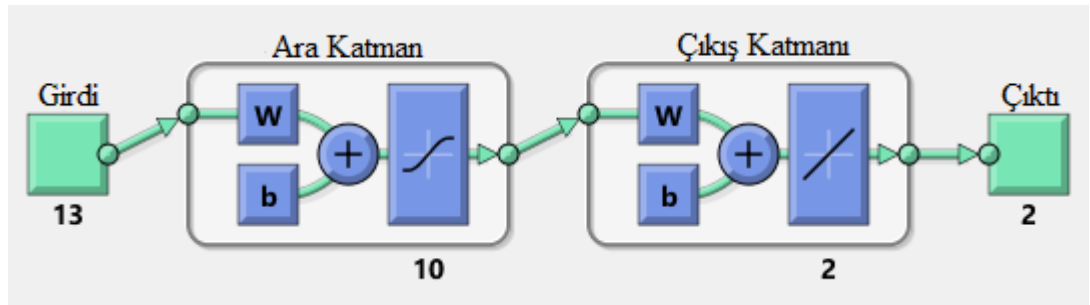 Ara Katman
Çıkış Katmanı
Girdi
Çıktı
W
W
+
+
b
b
13
10
2
2